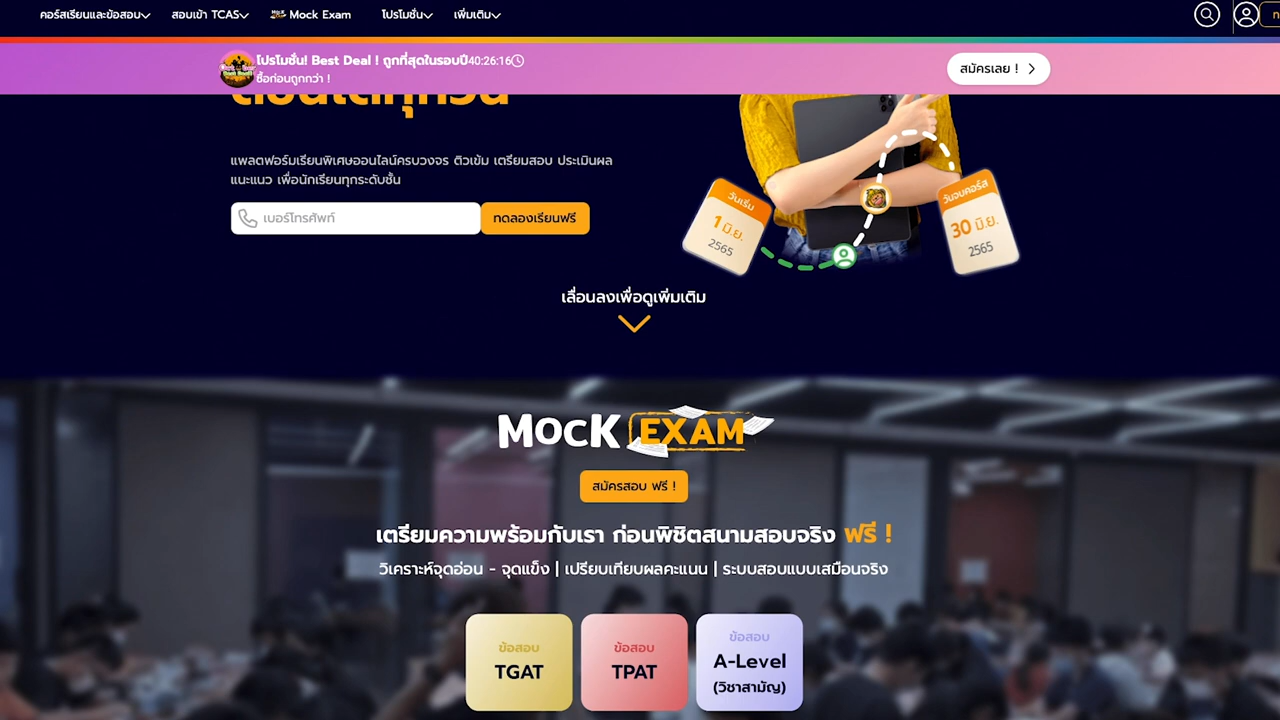 คอร์สเรียนและข้อสอบ สอบเข้า TCAS Mock Exam โปรโมชั่น เพิ่มเติม
โปรโมชั่น! Best Deal ! ถูกที่สุดในรอบปี 40:26:16
ซื้อก่อนถูกกว่า !
สมัครเลย !
แพลตฟอร์มเรียนพิเศษออนไลน์ครบวงจร ติวเข้ม เตรียมสอบ ประเมินผล
แนะแนว เพื่อนักเรียนทุกระดับชั้น
เบอร์โทรศัพท์ ทดลองเรียนฟรี
วันเริ่ม
1 มิ.ย.
2565
วันจบคอร์ส
30 มิ.ย.
2565
เลื่อนลงเพื่อดูเพิ่มเติม
MOCK EXAM
สมัครสอบ ฟรี !
เตรียมความพร้อมกับเรา ก่อนพิชิตสนามสอบจริง ฟรี !
วิเคราะห์จุดอ่อน - จุดแข็ง | เปรียบเทียบผลคะแนน | ระบบสอบแบบเสมือนจริง
ข้อสอบ
TGAT
ข้อสอบ
TPAT
ข้อสอบ
A-Level
(วิชาสามัญ)